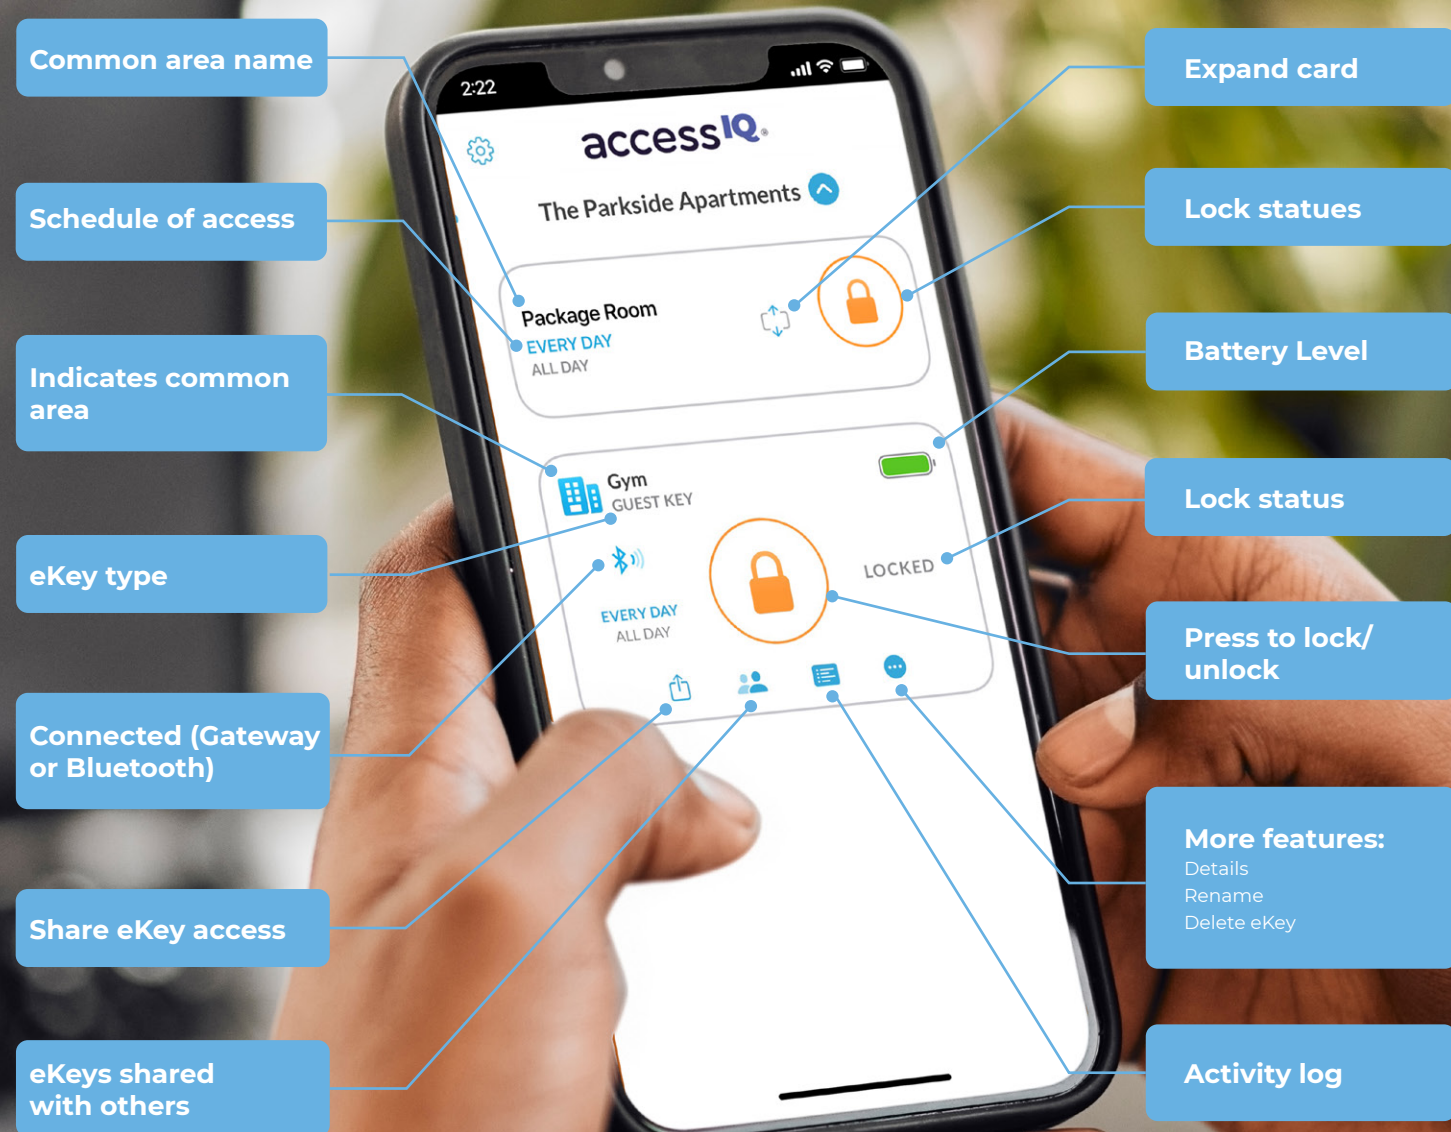 Common area name
Schedule of access
Indicates common
area
eKey type
Connected (Gateway
or Bluetooth)
Share eKey access
eKeys shared
with others
2:22
accessIQ®
The Parkside Apartments
Package Room
EVERY DAY
ALL DAY
Gym
GUEST KEY
LOCKED
EVERY DAY
ALL DAY
Expand card
Lock statues
Battery Level
Lock status
Press to lock/
unlock
More features:
Details
Rename
Delete eKey
Activity log